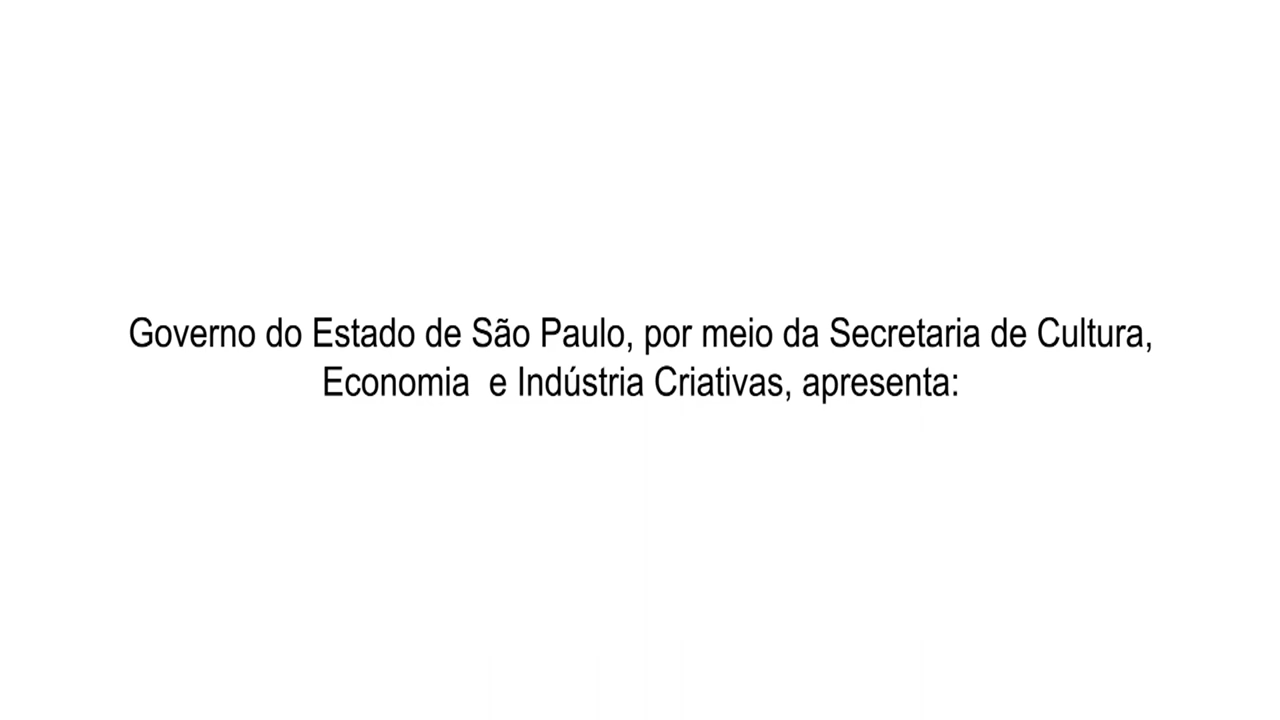 Governo do Estado de São Paulo, por meio da Secretaria de Cultura,
Economia  e Indústria Criativas, apresenta: